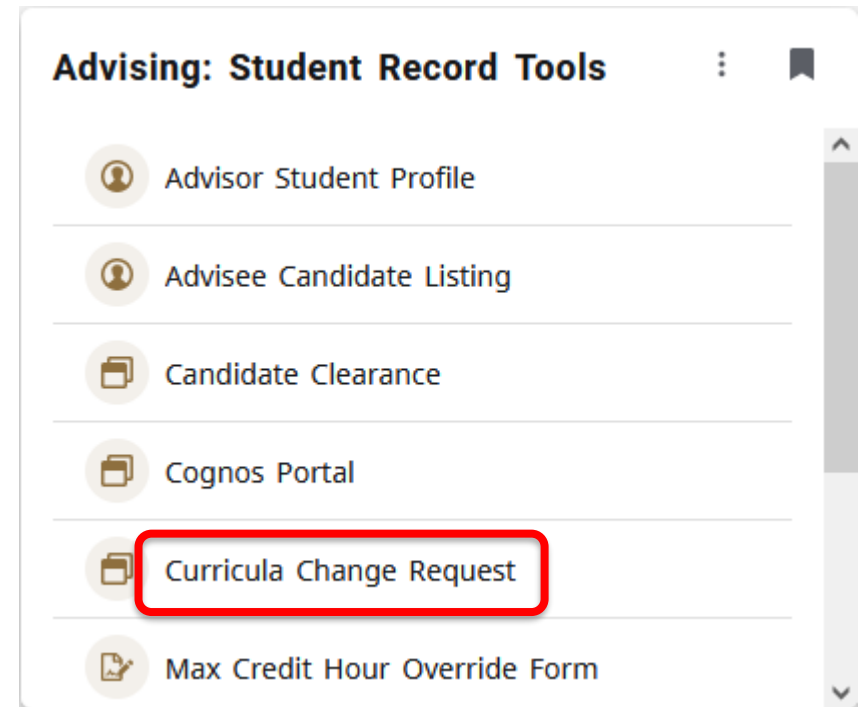 Advising: Student Record Tools
Advisor Student Profile
Advisee Candidate Listing
Candidate Clearance
Cognos Portal
Curricula Change Request
Max Credit Hour Override Form